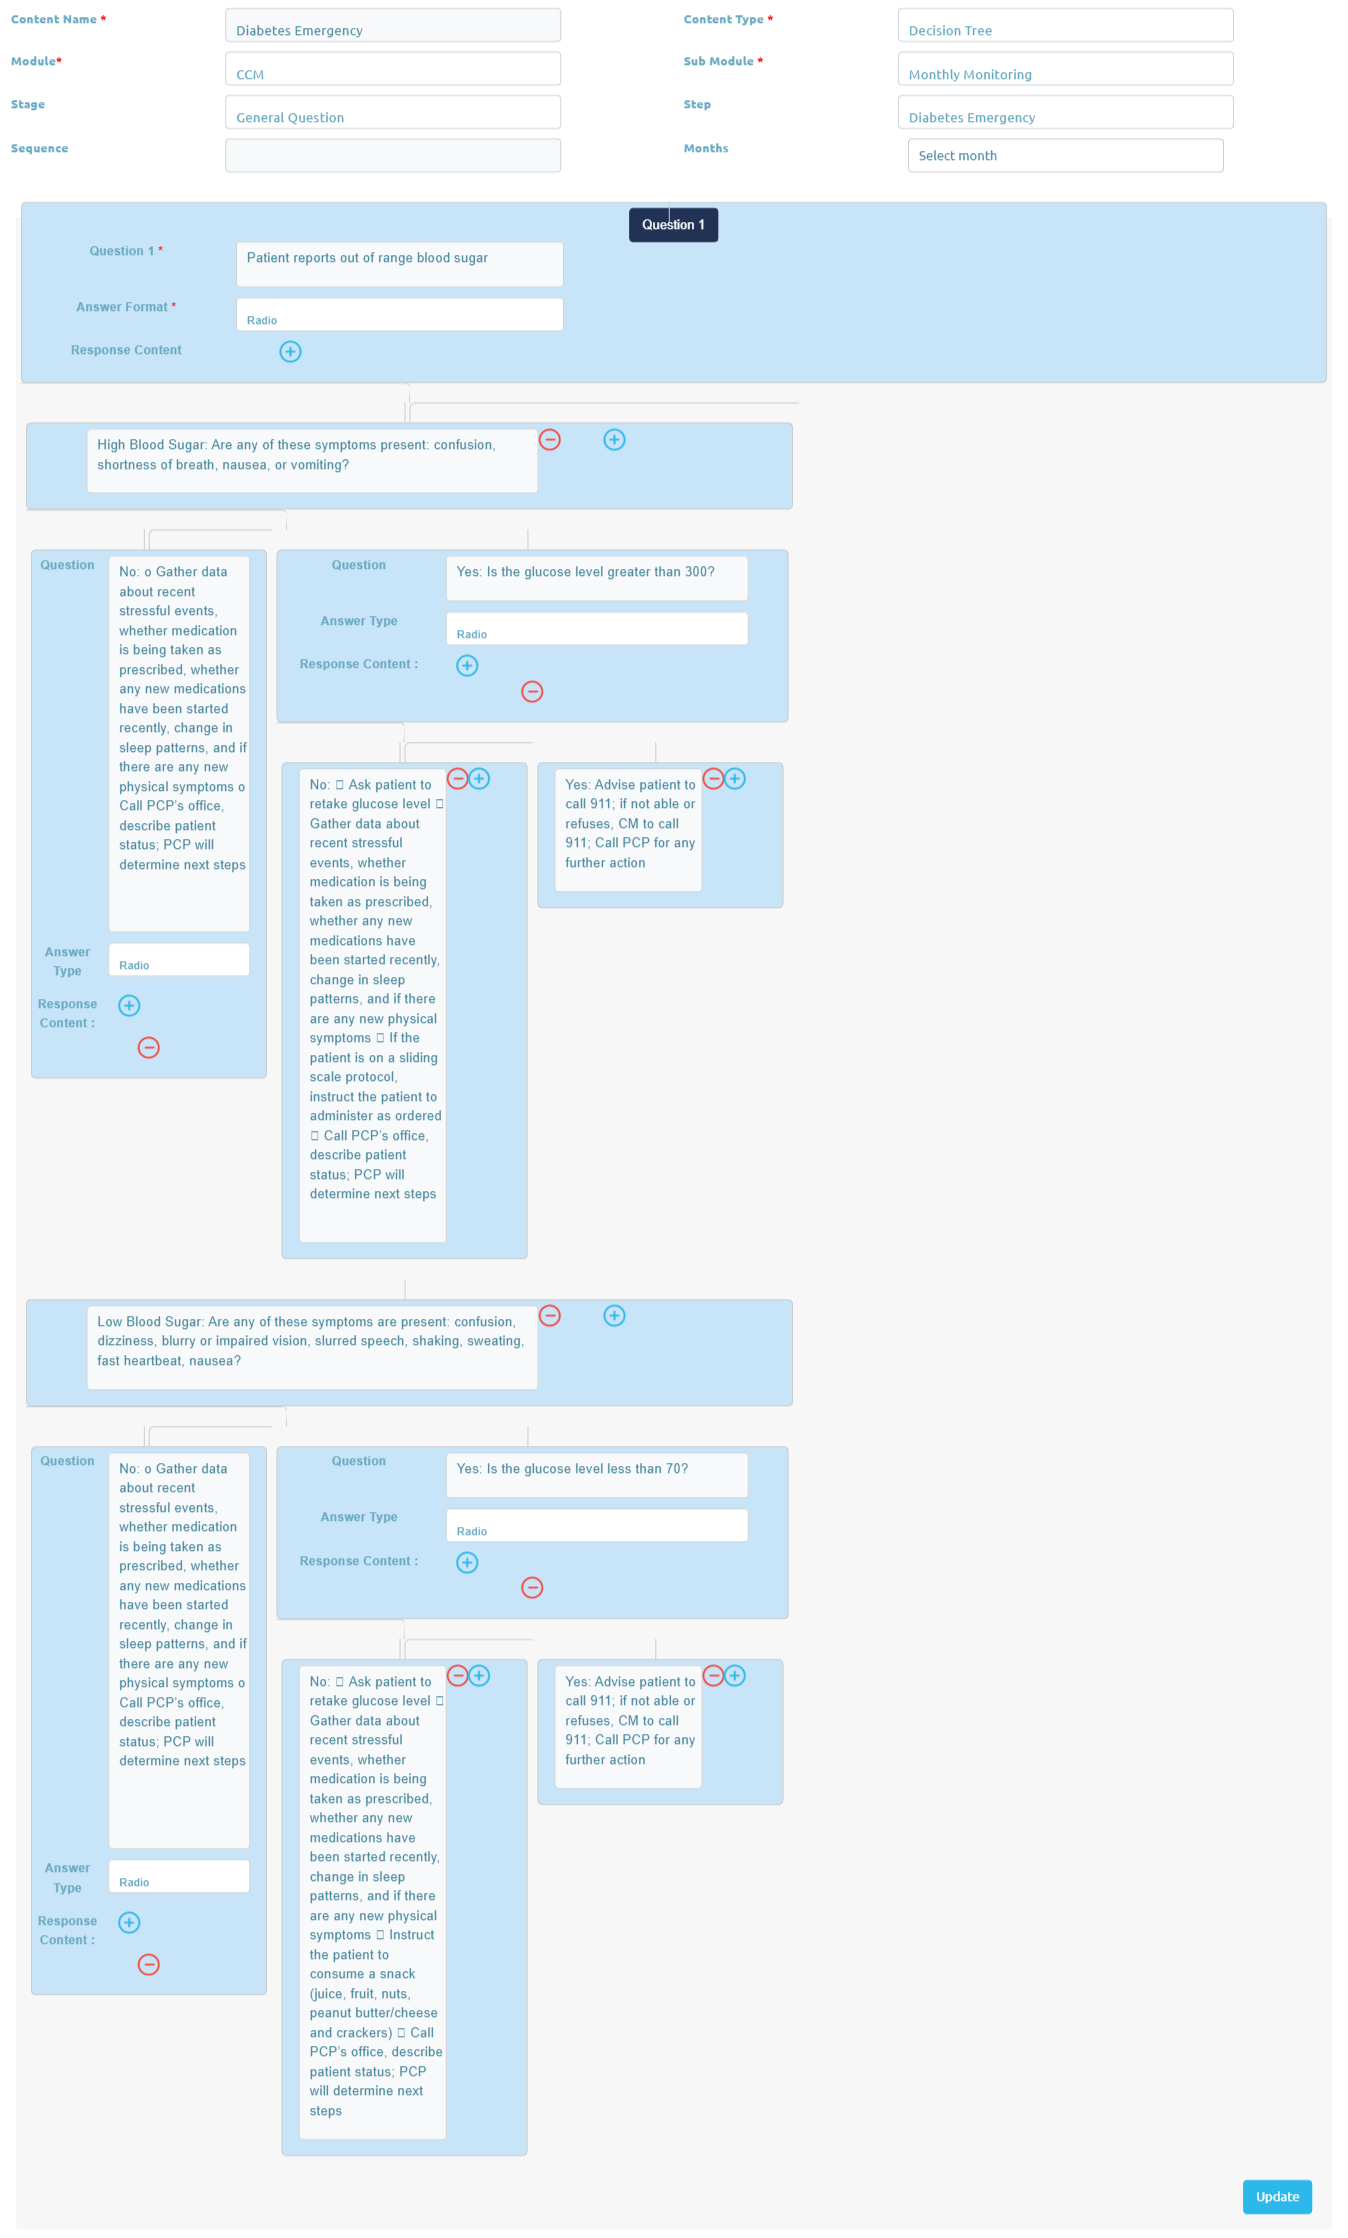 Content Name *
Diabetes Emergency
Content Type *
Decision Tree
Module*
CCM
Sub Module *
Monthly Monitoring
Stage
General Question
Step
Diabetes Emergency
Sequence
Months
Select month
Question 1
Question 1 *
Patient reports out of range blood sugar
Answer Format *
Radio
Response Content
High Blood Sugar: Are any of these symptoms present: confusion,
shortness of breath, nausea, or vomiting?
Question
No: o Gather data
about recent
stressful events,
whether medication
is being taken as
prescribed, whether
any new medications
have been started
recently, change in
sleep patterns, and if
there are any new
physical symptoms o
Call PCP's office,
describe patient
status; PCP will
determine next steps
Answer
Type
Radio
Response
Content :
Question
Yes: Is the glucose level greater than 300?
Answer Type
Radio
Response Content :
No: ▯ Ask patient to
retake glucose level ▯
Gather data about
recent stressful
events, whether
medication is being
taken as prescribed,
whether any new
medications have
been started recently,
change in sleep
patterns, and if there
are any new physical
symptoms ▯ If the
patient is on a sliding
scale protocol,
instruct the patient to
administer as ordered
▯ Call PCP's office,
describe patient
status; PCP will
determine next steps
Yes: Advise patient to
call 911; if not able or
refuses, CM to call
911; Call PCP for any
further action
Low Blood Sugar: Are any of these symptoms are present: confusion,
dizziness, blurry or impaired vision, slurred speech, shaking, sweating,
fast heartbeat, nausea?
Question
No: o Gather data
about recent
stressful events,
whether medication
is being taken as
prescribed, whether
any new medications
have been started
recently, change in
sleep patterns, and if
there are any new
physical symptoms o
Call PCP's office,
describe patient
status; PCP will
determine next steps
Answer
Type
Radio
Response
Content :
Question
Yes: Is the glucose level less than 70?
Answer Type
Radio
Response Content :
No: ▯ Ask patient to
retake glucose level ▯
Gather data about
recent stressful
events, whether
medication is being
taken as prescribed,
whether any new
medications have
been started recently,
change in sleep
patterns, and if there
are any new physical
symptoms ▯ Instruct
the patient to
consume a snack
(juice, fruit, nuts,
peanut butter/cheese
and crackers) ▯ Call
PCP's office, describe
patient status; PCP
will determine next
steps
Yes: Advise patient to
call 911; if not able or
refuses, CM to call
911; Call PCP for any
further action
Update